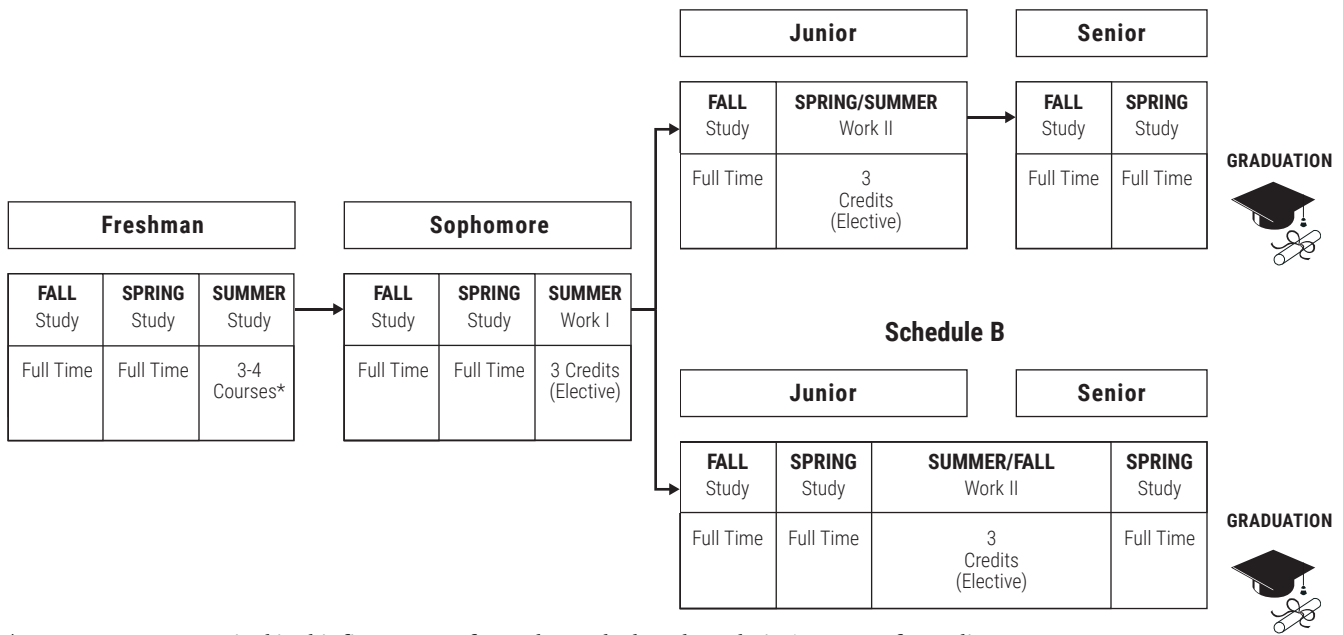 Junior
Senior
FALL
Study
SPRING/SUMMER
Work II
FALL
Study
SPRING
Study
Full Time
3
Credits
(Elective)
Full Time
Full Time
GRADUATION
Freshman
Sophomore
FALL
Study
SPRING
Study
SUMMER
Study
FALL
Study
SPRING
Study
SUMMER
Work I
Full Time
Full Time
3-4
Courses*
Full Time
Full Time
3 Credits
(Elective)
Schedule B
Junior
Senior
FALL
Study
SPRING
Study
SUMMER/FALL
Work II
SPRING
Study
Full Time
Full Time
3
Credits
(Elective)
Full Time
GRADUATION